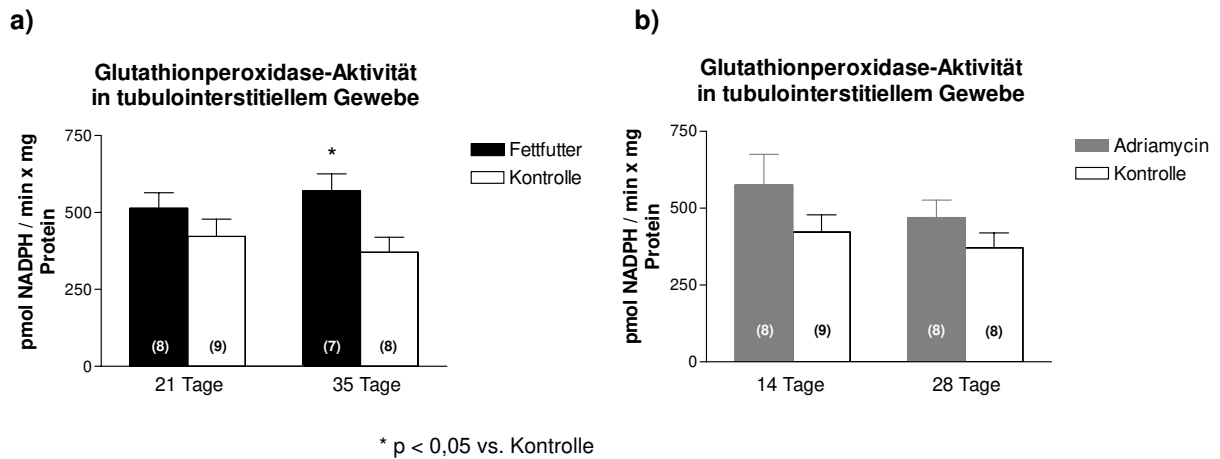 a)
Glutathionperoxidase-Aktivität
in tubulointerstitiellem Gewebe
pmol NADPH / min x mg
Protein
750
500
250
0
*
Fettfutter
Kontrolle
(8)
(9)
(7)
(8)
21 Tage
35 Tage
* p < 0,05 vs. Kontrolle
b)
Glutathionperoxidase-Aktivität
in tubulointerstitiellem Gewebe
pmol NADPH / min x mg
Protein
750
500
250
0
Adriamycin
Kontrolle
(8)
(9)
(8)
(8)
14 Tage
28 Tage